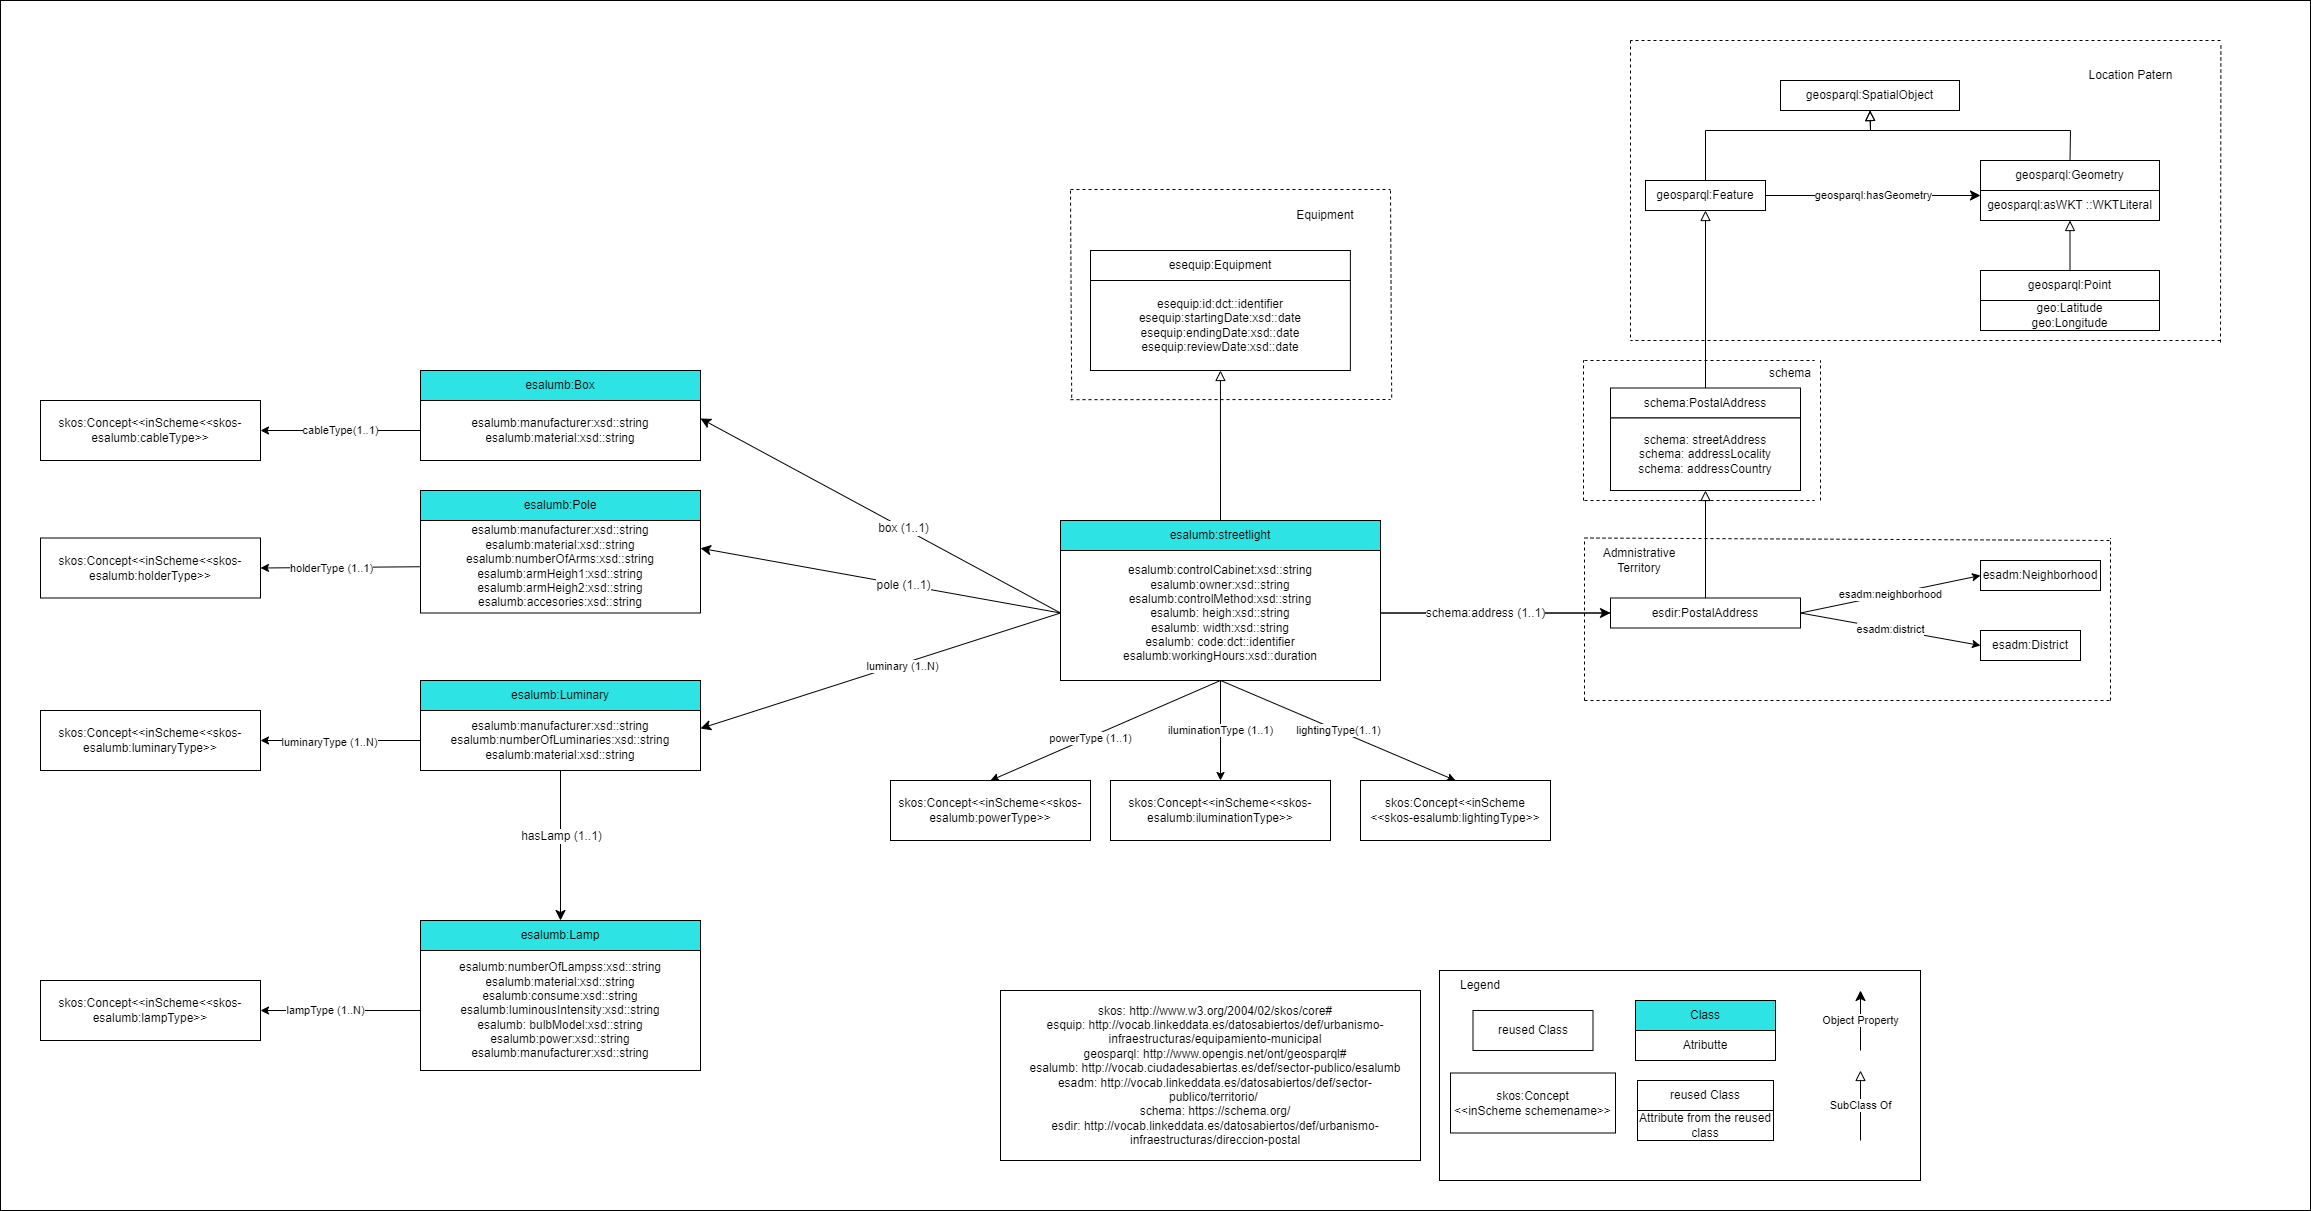 Location Patern
geosparql:SpatialObject
geosparql:Feature
geosparql:hasGeometry
geosparql:Geometry
geosparql:asWKT ::WKTLiteral
geosparql:Point
geo:Latitude
geo:Longitude
Equipment
esequip:Equipment
esequip:id:dct::identifier
esequip:startingDate:xsd::date
esequip:endingDate:xsd::date
esequip:reviewDate:xsd::date
schema
schema:PostalAddress
schema: streetAddress
schema: addressLocality
schema: addressCountry
esalumb:Box
esalumb:manufacturer:xsd::string
esalumb:material:xsd::string
cableType(1..1)
skos:Concept<<inScheme<<skos-
esalumb:cableType>>
esalumb:Pole
esalumb:manufacturer:xsd::string
esalumb:material:xsd::string
esalumb:numberOfArms:xsd::string
esalumb:armHeigh1:xsd::string
esalumb:armHeigh2:xsd::string
esalumb:accesories:xsd::string
holderType (1..1)
skos:Concept<<inScheme<<skos-
esalumb:holderType>>
box (1..1)
pole (1..1)
luminary (1..N)
esalumb:streetlight
esalumb:controlCabinet:xsd::string
esalumb:owner:xsd::string
esalumb:controlMethod:xsd::string
esalumb: heigh:xsd::string
esalumb: width:xsd::string
esalumb: code:dct::identifier
esalumb:workingHours:xsd::duration
schema:address (1..1)
Admnistrative
Territory
esdir:PostalAddress
esadm:neighborhood
esadm:Neighborhood
esadm:district
esadm:District
esalumb:Luminary
esalumb:manufacturer:xsd::string
esalumb:numberOfLuminaries:xsd::string
esalumb:material:xsd::string
luminaryType (1..N)
skos:Concept<<inScheme<<skos-
esalumb:luminaryType>>
powerType (1..1)
iluminationType (1..1)
lightingType(1..1)
skos:Concept<<inScheme<<skos-
esalumb:powerType>>
skos:Concept<<inScheme<<skos-
esalumb:iluminationType>>
skos:Concept<<inScheme
<<skos-esalumb:lightingType>>
hasLamp (1..1)
esalumb:Lamp
esalumb:numberOfLampss:xsd::string
esalumb:material:xsd::string
esalumb:consume:xsd::string
esalumb:luminousIntensity:xsd::string
esalumb: bulbModel:xsd::string
esalumb:power:xsd::string
esalumb:manufacturer:xsd::string
lampType (1..N)
skos:Concept<<inScheme<<skos-
esalumb:lampType>>
skos: http://www.w3.org/2004/02/skos/core#
esquip: http://vocab.linkeddata.es/datosabiertos/def/urbanismo-
infraestructuras/equipamiento-municipal
geosparql: http://www.opengis.net/ont/geosparql#
esalumb: http://vocab.ciudadesabiertas.es/def/sector-publico/esalumb
esadm: http://vocab.linkeddata.es/datosabiertos/def/sector-
publico/territorio/
schema: https://schema.org/
esdir: http://vocab.linkeddata.es/datosabiertos/def/urbanismo-
infraestructuras/direccion-postal
Legend
reused Class
Class
Atributte
Object Property
skos:Concept
<<inScheme schemename>>
reused Class
Attribute from the reused
class
SubClass Of